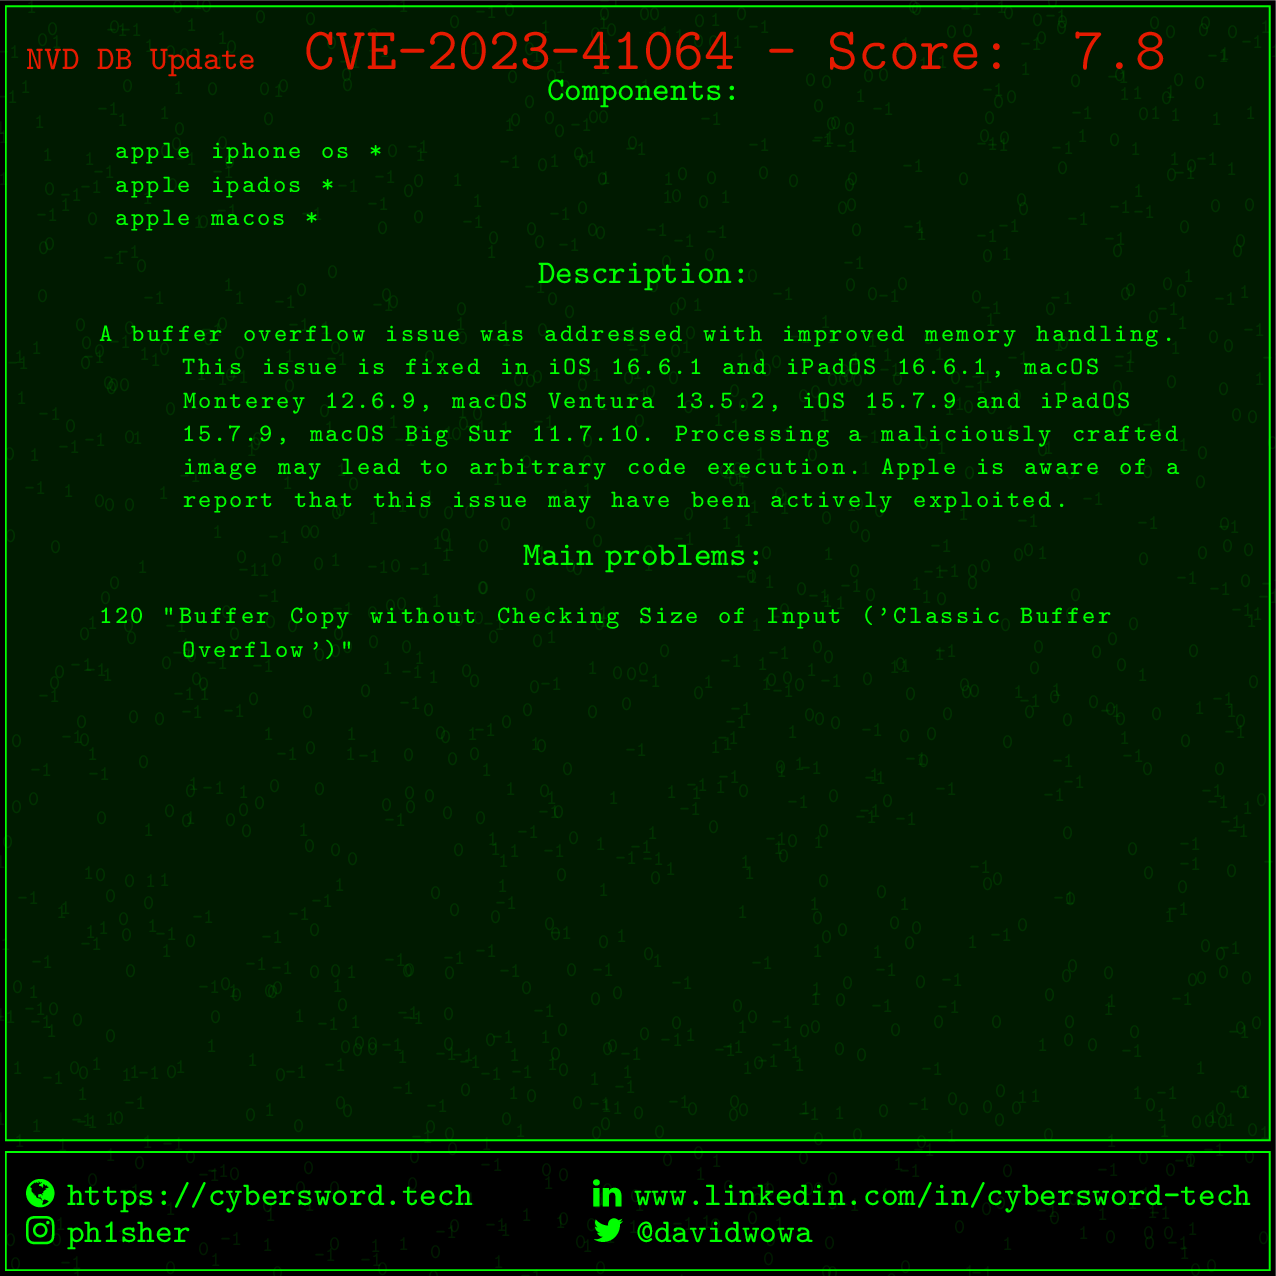 NVD DB Update CVE-2023-41064 - Score: 7.8
Components:
apple iphone os *
apple ipados *
apple macos *
Description:
A buffer overflow issue was addressed with improved memory handling.
This issue is fixed in iOS 16.6.1 and iPadOS 16.6.1, macOS
Monterey 12.6.9, macOS Ventura 13.5.2, iOS 15.7.9 and iPadOS
15.7.9, macOS Big Sur 11.7.10. Processing a maliciously crafted
image may lead to arbitrary code execution. Apple is aware of a
report that this issue may have been actively exploited.
Main problems:
120 "Buffer Copy without Checking Size of Input ('Classic Buffer
Overflow')"
https://cybersword.tech www.linkedin.com/in/cybersword-tech
ph1sher @davidwowa